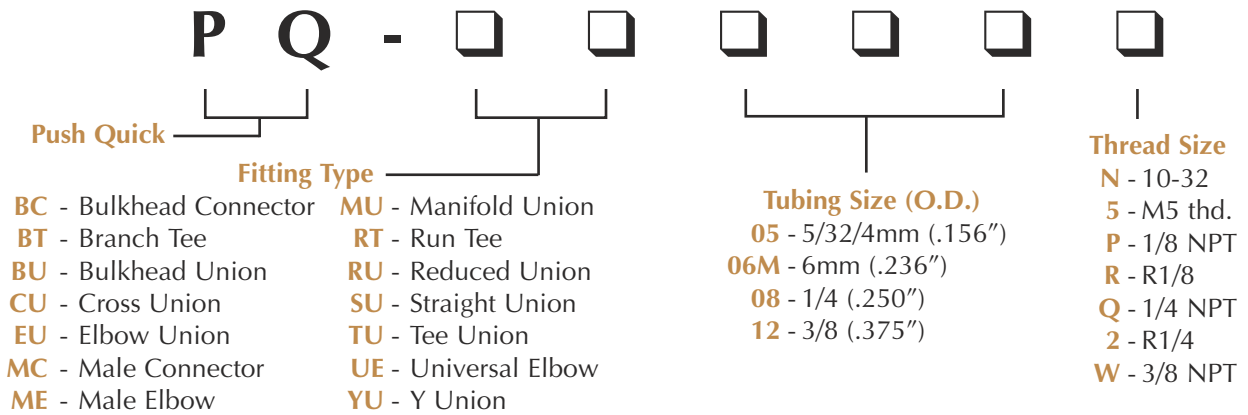 P Q - ❑ ❑ ❑ ❑ ❑ ❑
Push Quick
Fitting Type
BC - Bulkhead Connector
BT - Branch Tee
BU - Bulkhead Union
CU - Cross Union
EU - Elbow Union
MC - Male Connector
ME - Male Elbow
MU - Manifold Union
RT - Run Tee
RU - Reduced Union
SU - Straight Union
TU - Tee Union
UE - Universal Elbow
YU - Y Union
Tubing Size (O.D.)
05 - 5/32/4mm (.156″)
06M - 6mm (.236″)
08 - 1/4 (.250″)
12 - 3/8 (.375″)
Thread Size
N - 10-32
5 - M5 thd.
P - 1/8 NPT
R - R1/8
Q - 1/4 NPT
2 - R1/4
W - 3/8 NPT